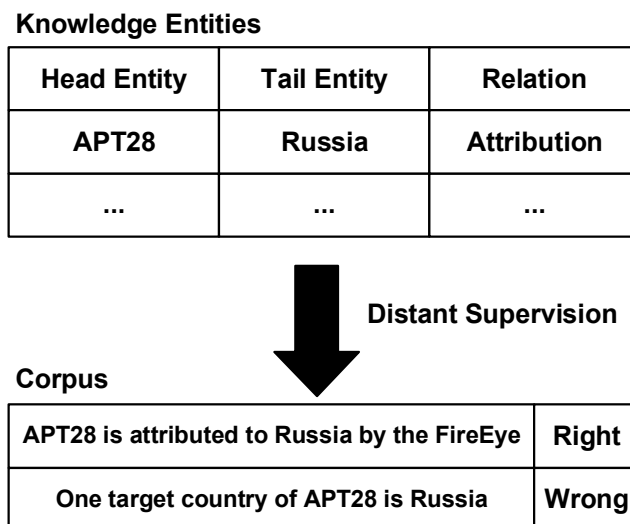 Knowledge Entities
Head Entity Tail Entity Relation
APT28 Russia Attribution
... ... ...
Distant Supervision
Corpus
APT28 is attributed to Russia by the FireEye Right
One target country of APT28 is Russia Wrong